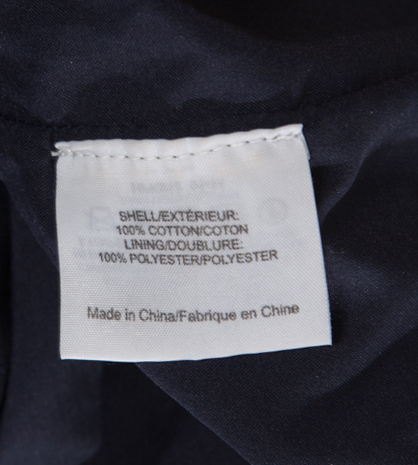 SHELL/EXTÉRIEUR:
100% COTTON/COTON
LINING/DOUBLURE:
100% POLYESTER/POLYESTER
Made in China/Fabrique en Chine